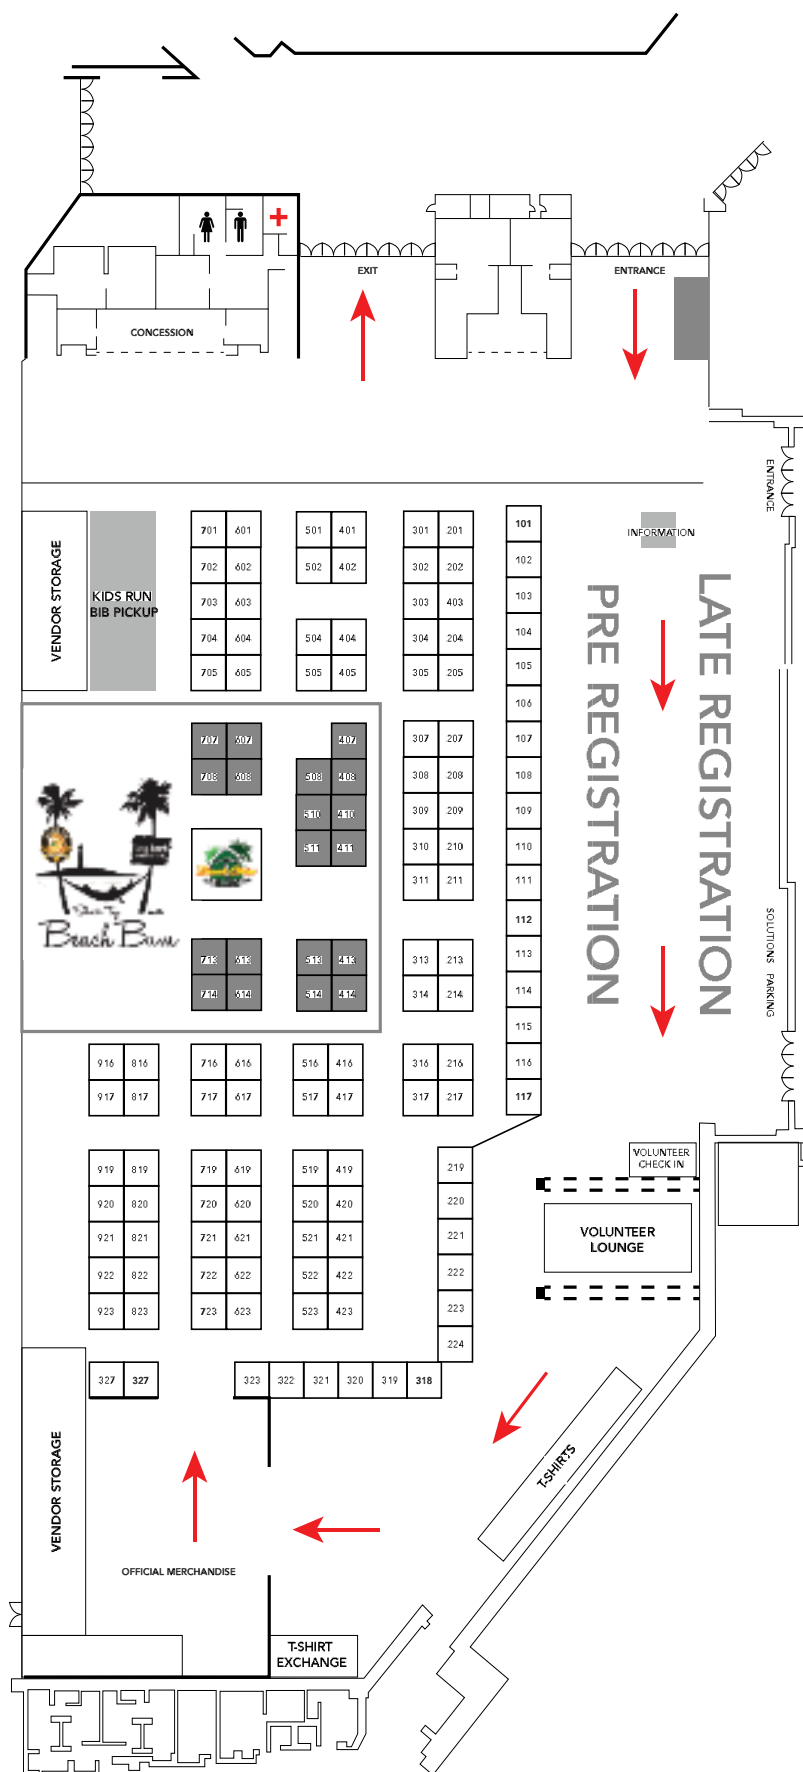 EXIT
ENTRANCE
CONCESSION
ENTRANCE
VENDOR STORAGE
KIDS RUN
BIB PICKUP
INFORMATION
PRE REGISTRATION
LATE REGISTRATION
SOLUTIONS PARKING
701 601 501 401 301 201 101
702 602 502 402 302 202 102
703 603 303 403 103
704 604 504 404 304 204 104
705 605 505 405 305 205 105
106
707 607 407 307 207 107
708 608 508 408 308 208 108
510 410 309 209 109
511 411 310 210 110
311 211 111
112
Beach Bum
713 613 513 413 313 213 113
714 614 514 414 314 214 114
115
916 816 716 616 516 416 316 216 116
917 817 717 617 517 417 317 217 117
919 819 719 619 519 419 219
920 820 720 620 520 420 220
921 821 721 621 521 421 221
922 822 722 622 522 422 222
923 823 723 623 523 423 223
224
327 327 323 322 321 320 319 318
VOLUNTEER
CHECK IN
VOLUNTEER
LOUNGE
T-SHIRTS
VENDOR STORAGE
OFFICIAL MERCHANDISE
T-SHIRT
EXCHANGE